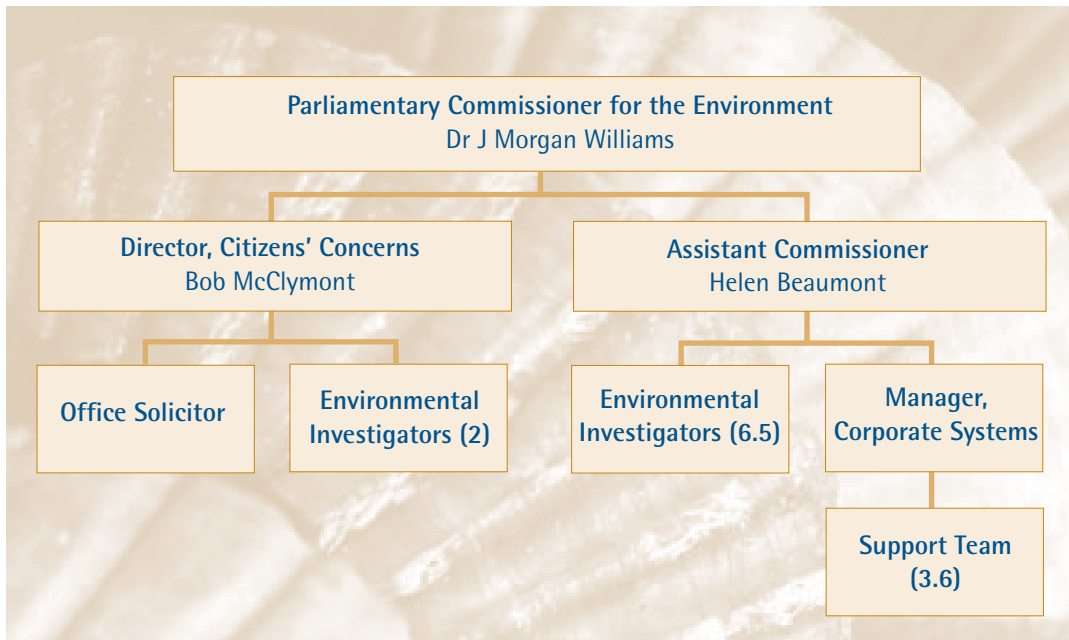 Parliamentary Commissioner for the Environment
Dr J Morgan Williams
Director, Citizens' Concerns
Bob McClymont
Assistant Commissioner
Helen Beaumont
Office Solicitor
Environmental
Investigators (2)
Environmental
Investigators (6.5)
Manager,
Corporate Systems
Support Team
(3.6)